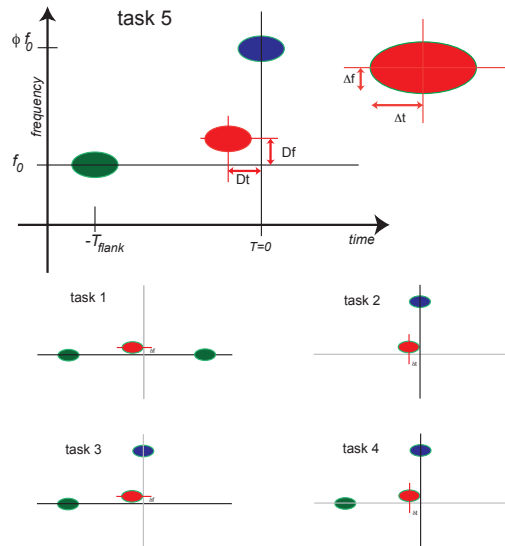 task 5
ϕ f₀
frequency
Δf
Δt
f₀
Df
Dt
-T_flank
T=0
time
task 1
task 2
task 3
task 4